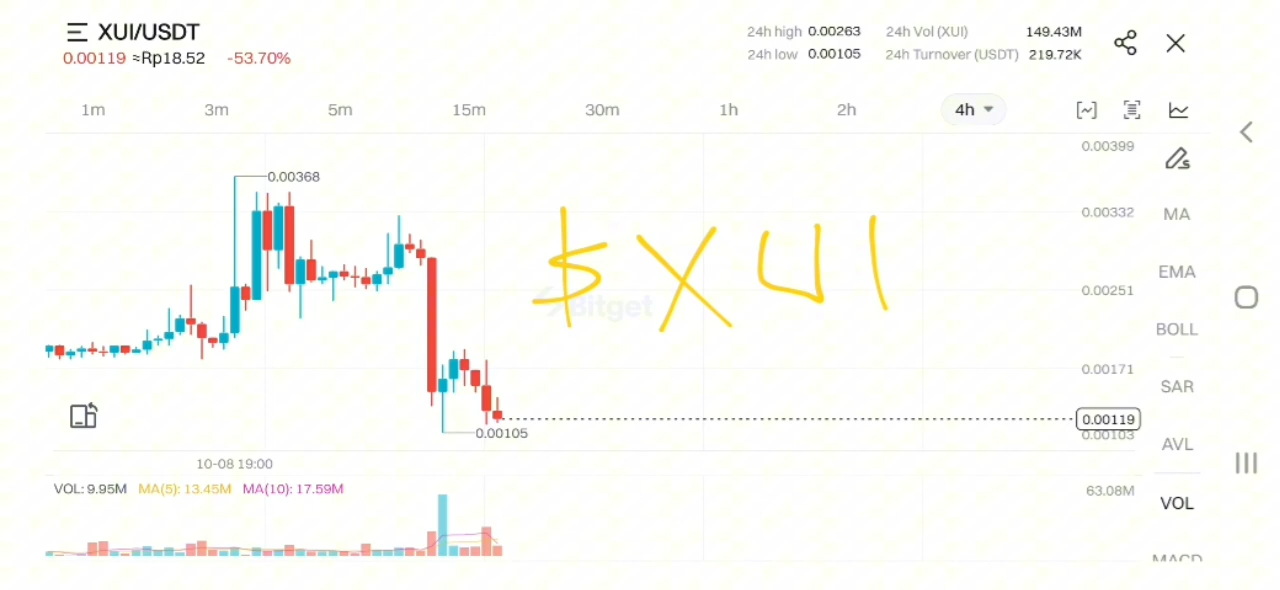 XUI/USDT
0.00119 ≈Rp18.52 -53.70%
24h high 0.00263 24h Vol (XUI) 149.43M
24h low 0.00105 24h Turnover (USDT) 219.72K
1m 3m 5m 15m 30m 1h 2h 4h
0.00399
0.00368
0.00332
$XUI
0.00251
Bitget
0.00171
0.00119
0.00105
0.00103
10-08 19:00
VOL: 9.95M MA(5): 13.45M MA(10): 17.59M
63.08M
MA
EMA
BOLL
SAR
AVL
VOL
MACD